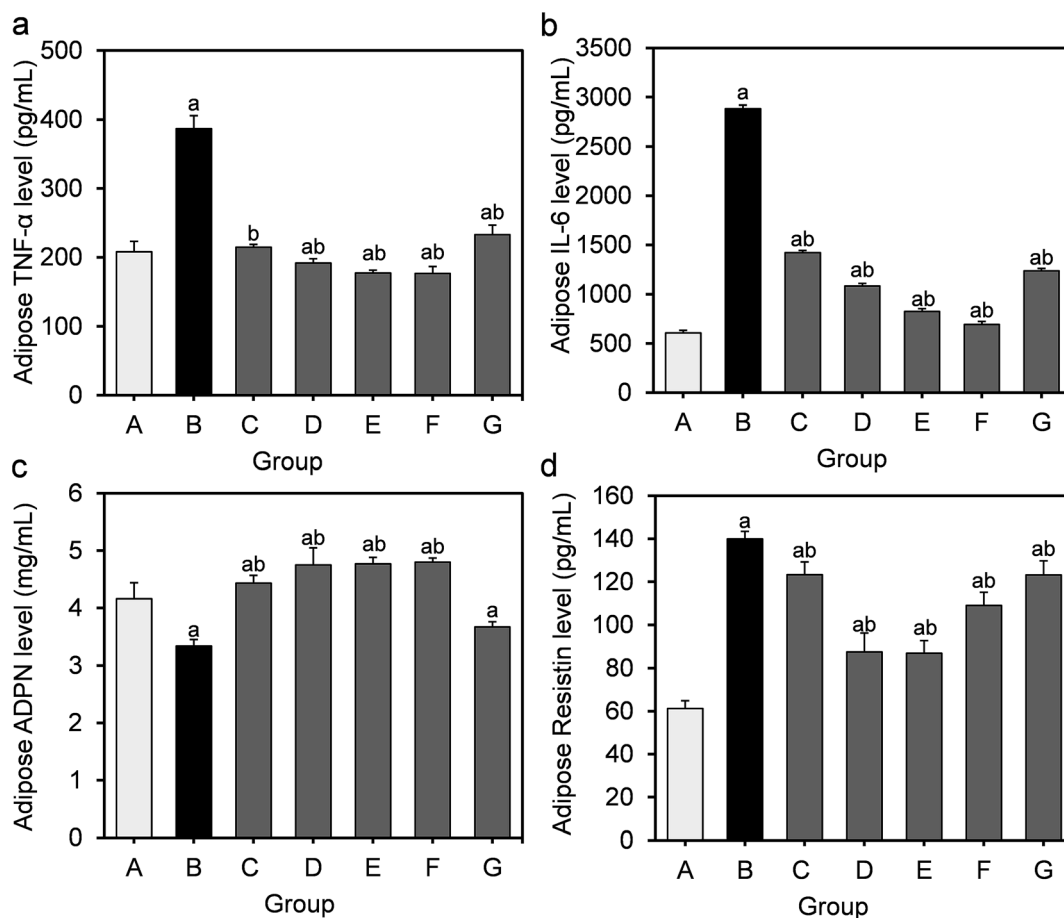 a
Adipose TNF-α level (pg/mL)
500
400
300
200
100
0
a
b
ab
ab
ab
ab
A B C D E F G
Group
b
Adipose IL-6 level (pg/mL)
3500
3000
2500
2000
1500
1000
500
0
a
ab
ab
ab
ab
ab
A B C D E F G
Group
c
Adipose ADPN level (mg/mL)
6
5
4
3
2
1
0
a
ab
ab
ab
ab
a
A B C D E F G
Group
d
Adipose Resistin level (pg/mL)
160
140
120
100
80
60
40
20
0
a
ab
ab
ab
ab
ab
A B C D E F G
Group